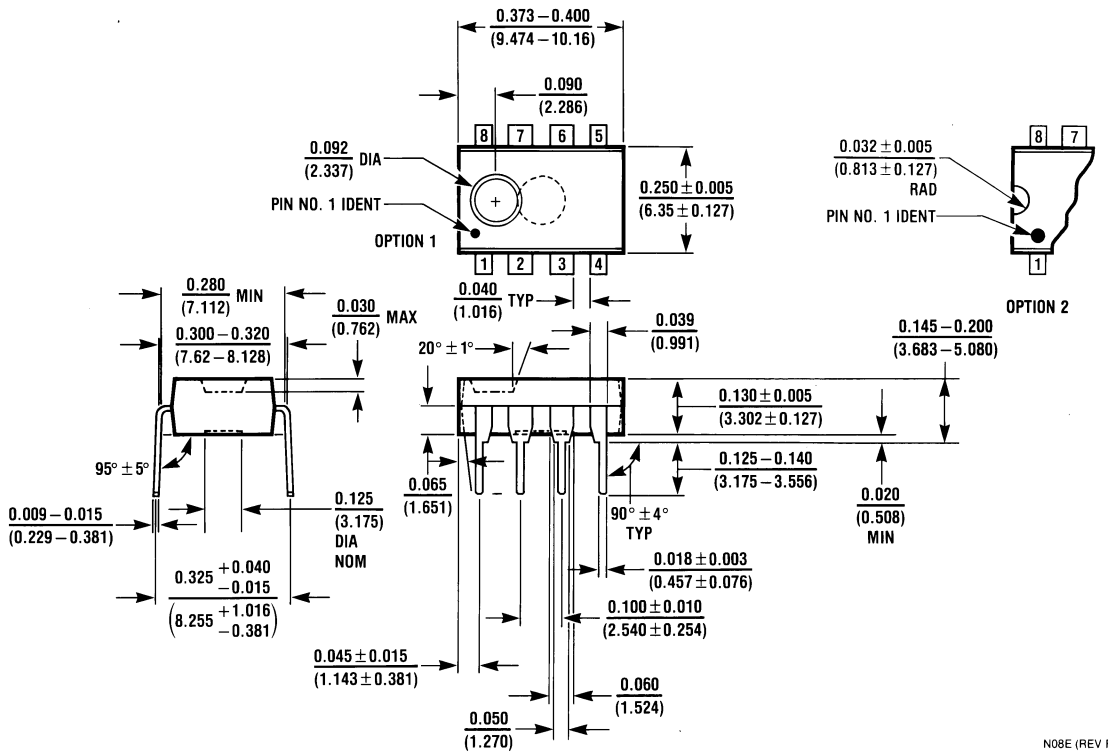 0.373 – 0.400
(9.474 – 10.16)
0.090
(2.286)
8 7 6 5
0.092 DIA
(2.337)
PIN NO. 1 IDENT
OPTION 1
1 2 3 4
0.250 ± 0.005
(6.35 ± 0.127)
8 7
0.032 ± 0.005
(0.813 ± 0.127)
RAD
PIN NO. 1 IDENT
1
OPTION 2
0.280 MIN
(7.112)
0.300 – 0.320
(7.62 – 8.128)
0.030 MAX
(0.762)
0.040 TYP
(1.016)
0.039
(0.991)
0.145 – 0.200
(3.683 – 5.080)
20° ± 1°
0.130 ± 0.005
(3.302 ± 0.127)
95° ± 5°
0.065
(1.651)
0.125 – 0.140
(3.175 – 3.556)
0.020
(0.508)
MIN
90° ± 4°
TYP
0.009 – 0.015
(0.229 – 0.381)
0.125
(3.175)
DIA
NOM
0.018 ± 0.003
(0.457 ± 0.076)
0.325 +0.040
–0.015
(8.255 +1.016
–0.381)
0.100 ± 0.010
(2.540 ± 0.254)
0.045 ± 0.015
(1.143 ± 0.381)
0.060
(1.524)
0.050
(1.270)
N08E (REV